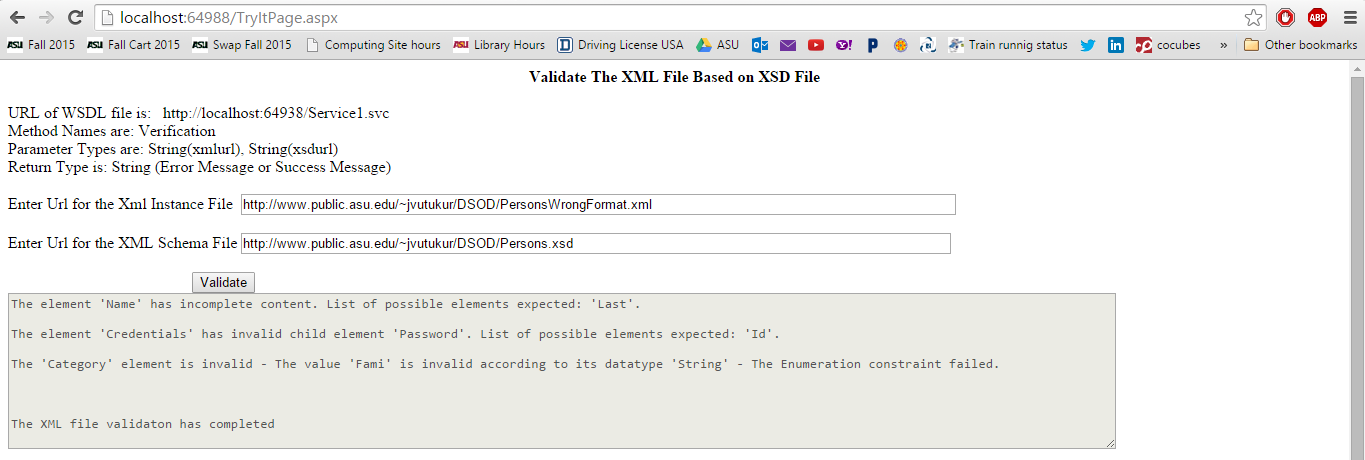 localhost:64988/TryItPage.aspx
ABP
ASU Fall 2015 ASU Fall Cart 2015 ASU Swap Fall 2015 Computing Site hours ASU Library Hours D Driving License USA ASU Train runnig status cocubes » Other bookmarks
Validate The XML File Based on XSD File
URL of WSDL file is: http://localhost:64938/Service1.svc
Method Names are: Verification
Parameter Types are: String(xmlurl), String(xsdurl)
Return Type is: String (Error Message or Success Message)
Enter Url for the Xml Instance File http://www.public.asu.edu/~jvutukur/DSOD/PersonsWrongFormat.xml
Enter Url for the XML Schema File http://www.public.asu.edu/~jvutukur/DSOD/Persons.xsd
Validate
The element 'Name' has incomplete content. List of possible elements expected: 'Last'.
The element 'Credentials' has invalid child element 'Password'. List of possible elements expected: 'Id'.
The 'Category' element is invalid - The value 'Fami' is invalid according to its datatype 'String' - The Enumeration constraint failed.
The XML file validaton has completed